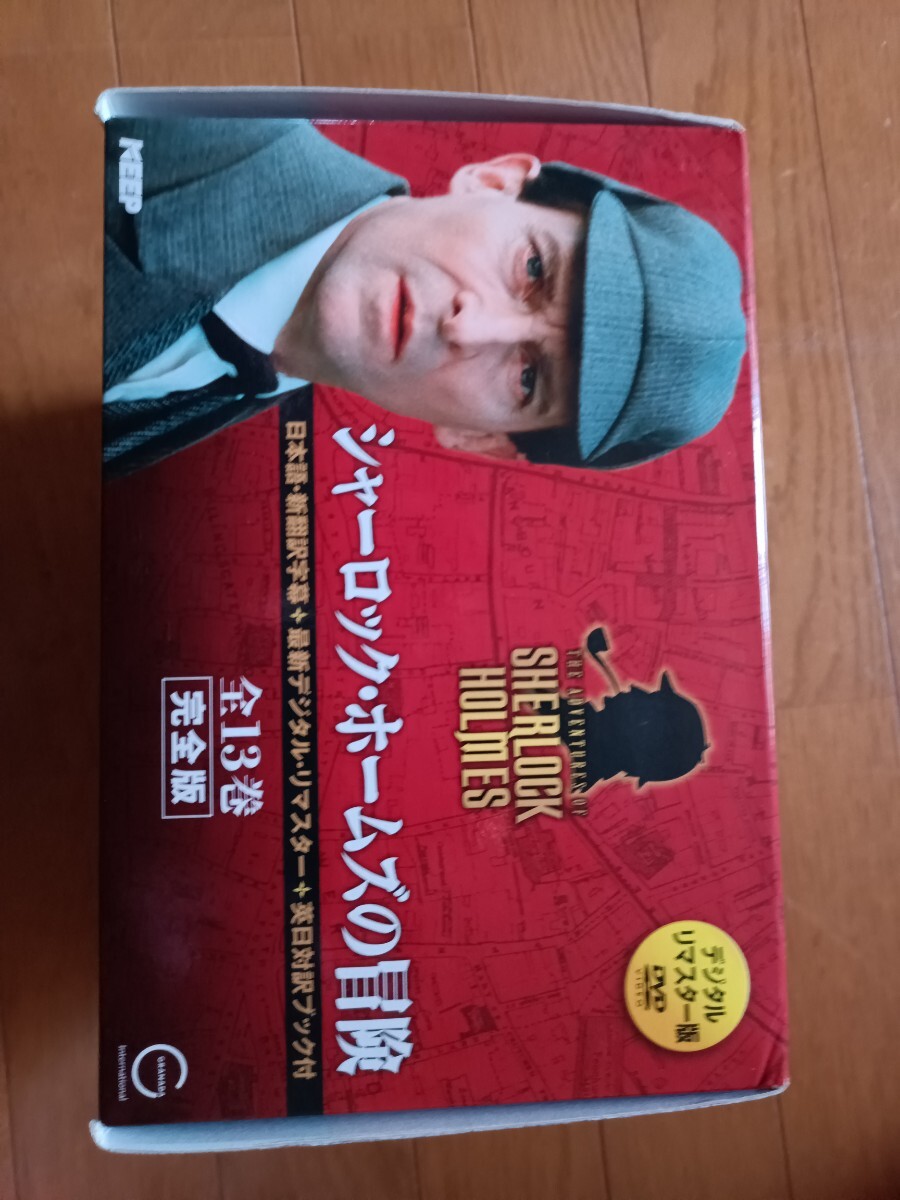 THE ADVENTURES OF
SHERLOCK
HOLMES
デジタル
リマスター版
DVD
VIDEO
シャーロック・ホームズの冒険
日本語・新翻訳字幕+最新デジタル・リマスター+英日対訳ブック付
全13巻
完全版
KEEP
GRANADA
International